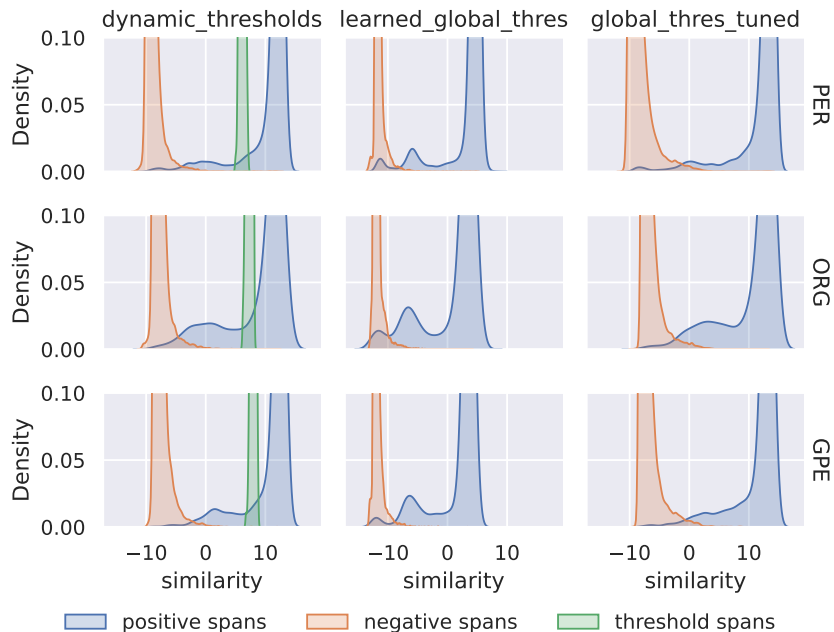 dynamic_thresholds learned_global_thres global_thres_tuned
0.10
0.05
0.00
Density
PER
0.10
0.05
0.00
Density
ORG
0.10
0.05
0.00
Density
GPE
−10 0 10 −10 0 10 −10 0 10
similarity similarity similarity
positive spans negative spans threshold spans